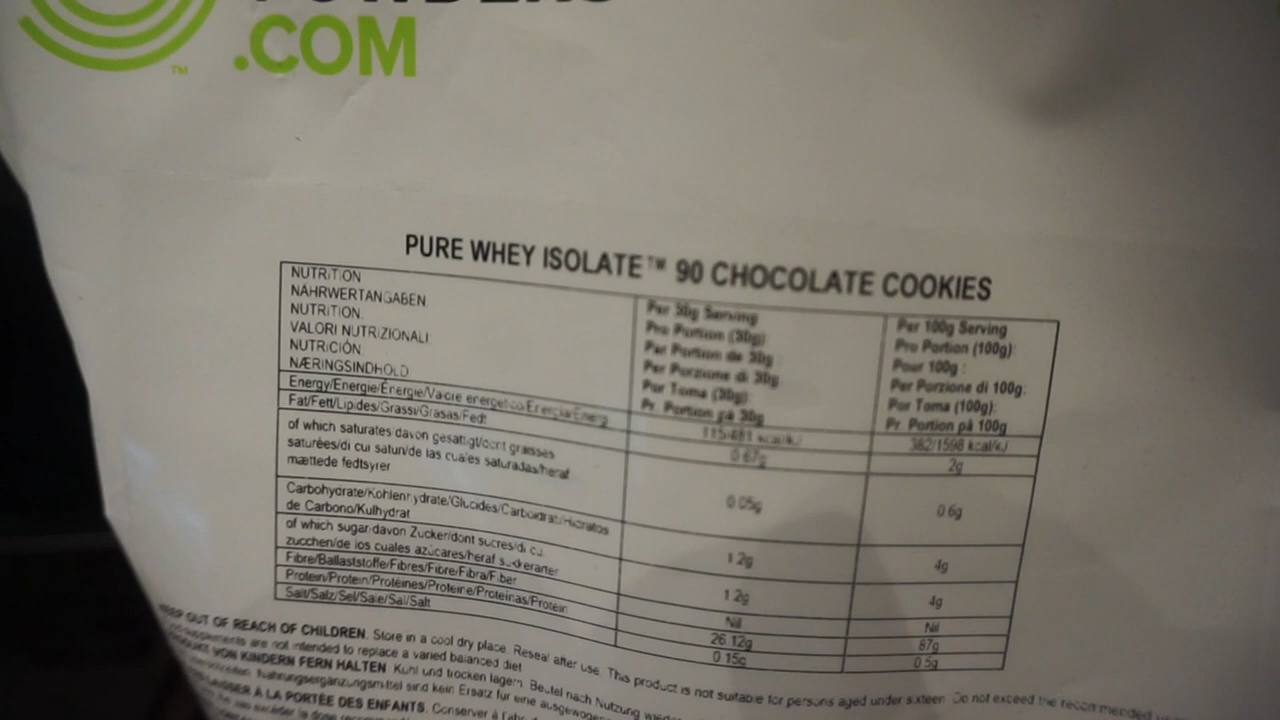 .COM
TM
PURE WHEY ISOLATE™ 90 CHOCOLATE COOKIES
NUTRITION
NÄHRWERTANGABEN
NUTRITION
VALORI NUTRIZIONALI
NUTRICIÓN
NÆRINGSINDHOLD
Per 30g Serving
Pro Portion (30g):
Par Portion de 30g
Per Porzione di 30g
Por Toma (30g):
Pr. Portion på 30g
Per 100g Serving
Pro Portion (100g):
Pour 100g :
Per Porzione di 100g:
Por Toma (100g):
Pr. Portion på 100g
Energy/Energie/Énergie/Valore energetico/Energía/Energi
115/481 kcal/kJ
382/1598 kcal/kJ
Fat/Fett/Lipides/Grassi/Grasas/Fedt
0.67g
2g
of which saturates davon gesättigt/dont graisses
saturées/di cui saturi/de las cuales saturadas/heraf
mættede fedtsyrer
0.6g
Carbohydrate/Kohlenhydrate/Glucides/Carboidrati/Hidratos
de Carbono/Kulhydrat
1.2g
4g
of which sugar davon Zucker/dont sucres/di cui
zuccheri/de los cuales azúcares/heraf sukkerarter
1.2g
4g
Fibre/Ballaststoffe/Fibres/Fibre/Fibra/Fiber
Nil
Nil
Protein/Protein/Protéines/Proteine/Proteinas/Protein
26.12g
87g
Salt/Salz/Sel/Sale/Sal/Salt
0.15g
0.5g
KEEP OUT OF REACH OF CHILDREN. Store in a cool dry place. Reseal after use. This product is not suitable for persons aged under sixteen. Do not exceed the recommended
supplements are not intended to replace a varied balanced diet
VON KINDERN FERN HALTEN. Kühl und trocken lagern. Beutel nach Nutzung
Nahrungsergänzungsmittel sind kein Ersatz für eine
À LA PORTÉE DES ENFANTS. Conserver à